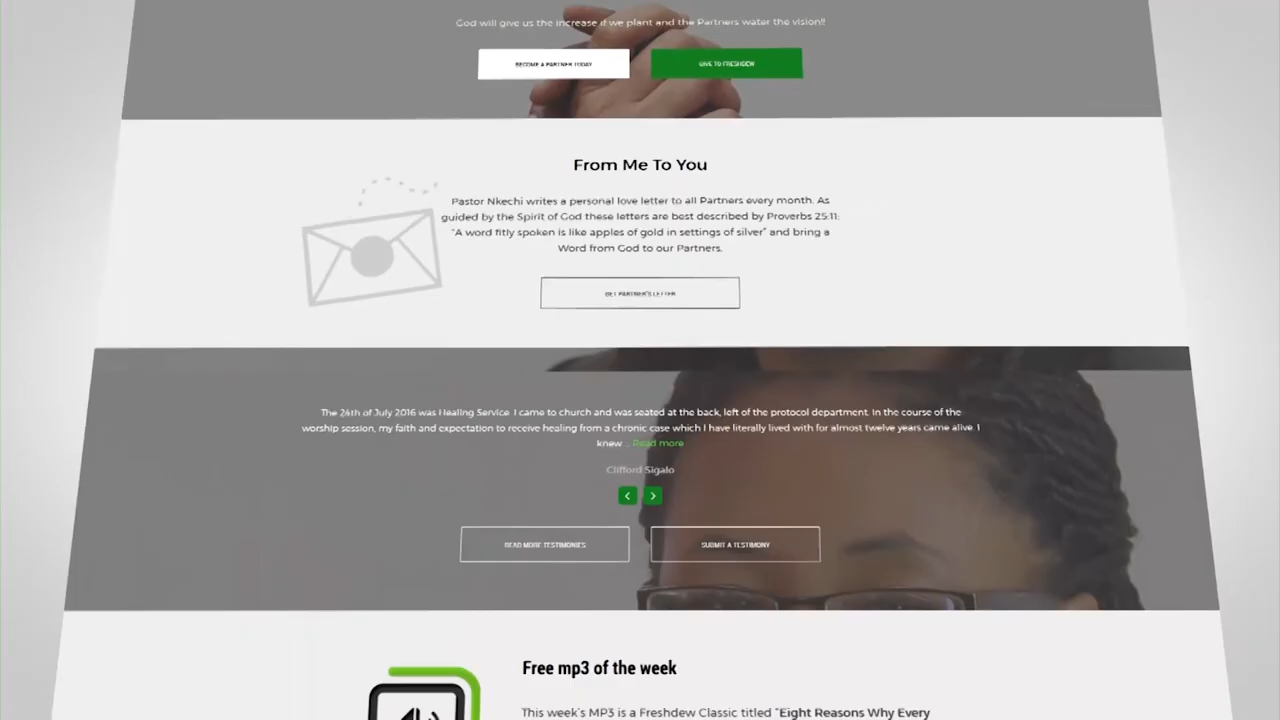 God will give us the increase if we plant and the Partners water the vision!!
BECOME A PARTNER TODAY
GIVE TO FRESHDEW
From Me To You
Pastor Nkechi writes a personal love letter to all Partners every month. As
guided by the Spirit of God these letters are best described by Proverbs 25:11:
"A word fitly spoken is like apples of gold in settings of silver" and bring a
Word from God to our Partners.
GET PARTNER'S LETTER
The 24th of July 2016 was Healing Service. I came to church and was seated at the back, left of the protocol department. In the course of the
worship session, my faith and expectation to receive healing from a chronic case which I have literally lived with for almost twelve years came alive. I
knew ... Read more
Clifford Sigalo
READ MORE TESTIMONIES
SUBMIT A TESTIMONY
Free mp3 of the week
This week's MP3 is a Freshdew Classic titled "Eight Reasons Why Every